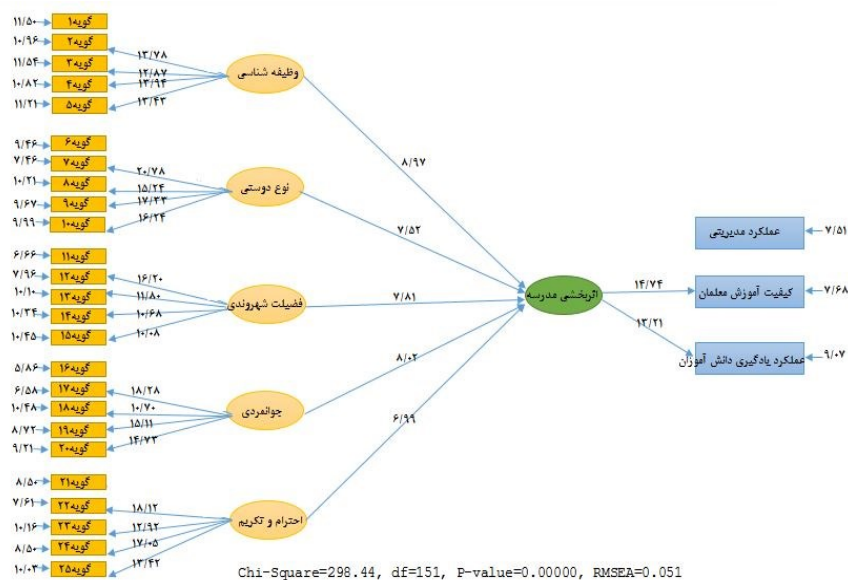 ۱۱/۵۰
گویه۱
۱۰/۹۶
گویه۲
۱۱/۵۴
گویه۳
۱۰/۸۲
گویه۴
۱۱/۲۱
گویه۵
۱۳/۷۸
۱۲/۸۷
۱۳/۹۴
۱۳/۴۳
وظیفه شناسی
۸/۹۷
۹/۴۶
گویه۶
۷/۴۶
گویه۷
۱۰/۲۱
گویه۸
۹/۶۷
گویه۹
۹/۹۹
گویه۱۰
۲۰/۷۸
۱۵/۲۴
۱۷/۳۳
۱۶/۲۴
نوع دوستی
۷/۵۲
۶/۶۶
گویه۱۱
۷/۹۶
گویه۱۲
۱۰/۱۰
گویه۱۳
۱۰/۳۴
گویه۱۴
۱۰/۴۵
گویه۱۵
۱۶/۲۰
۱۱/۸۰
۱۰/۶۸
۱۰/۰۸
فضیلت شهروندی
۷/۸۱
۵/۸۶
گویه۱۶
۶/۵۸
گویه۱۷
۱۰/۴۸
گویه۱۸
۸/۷۲
گویه۱۹
۹/۲۱
گویه۲۰
۱۸/۲۸
۱۰/۷۰
۱۵/۱۱
۱۴/۷۳
جوانمردی
۸/۰۲
۸/۵۰
گویه۲۱
۷/۶۱
گویه۲۲
۱۰/۱۶
گویه۲۳
۸/۵۰
گویه۲۴
۱۰/۰۳
گویه۲۵
۱۸/۱۲
۱۲/۹۲
۱۷/۰۵
۱۳/۴۲
احترام و تکریم
۶/۹۹
اثربخشی مدرسه
۱۴/۷۴
۱۳/۲۱
عملکرد مدیریتی
۷/۵۱
کیفیت آموزش معلمان
۷/۶۸
عملکرد یادگیری دانش آموزان
۹/۰۷
Chi-Square=298.44, df=151, P-value=0.00000, RMSEA=0.051